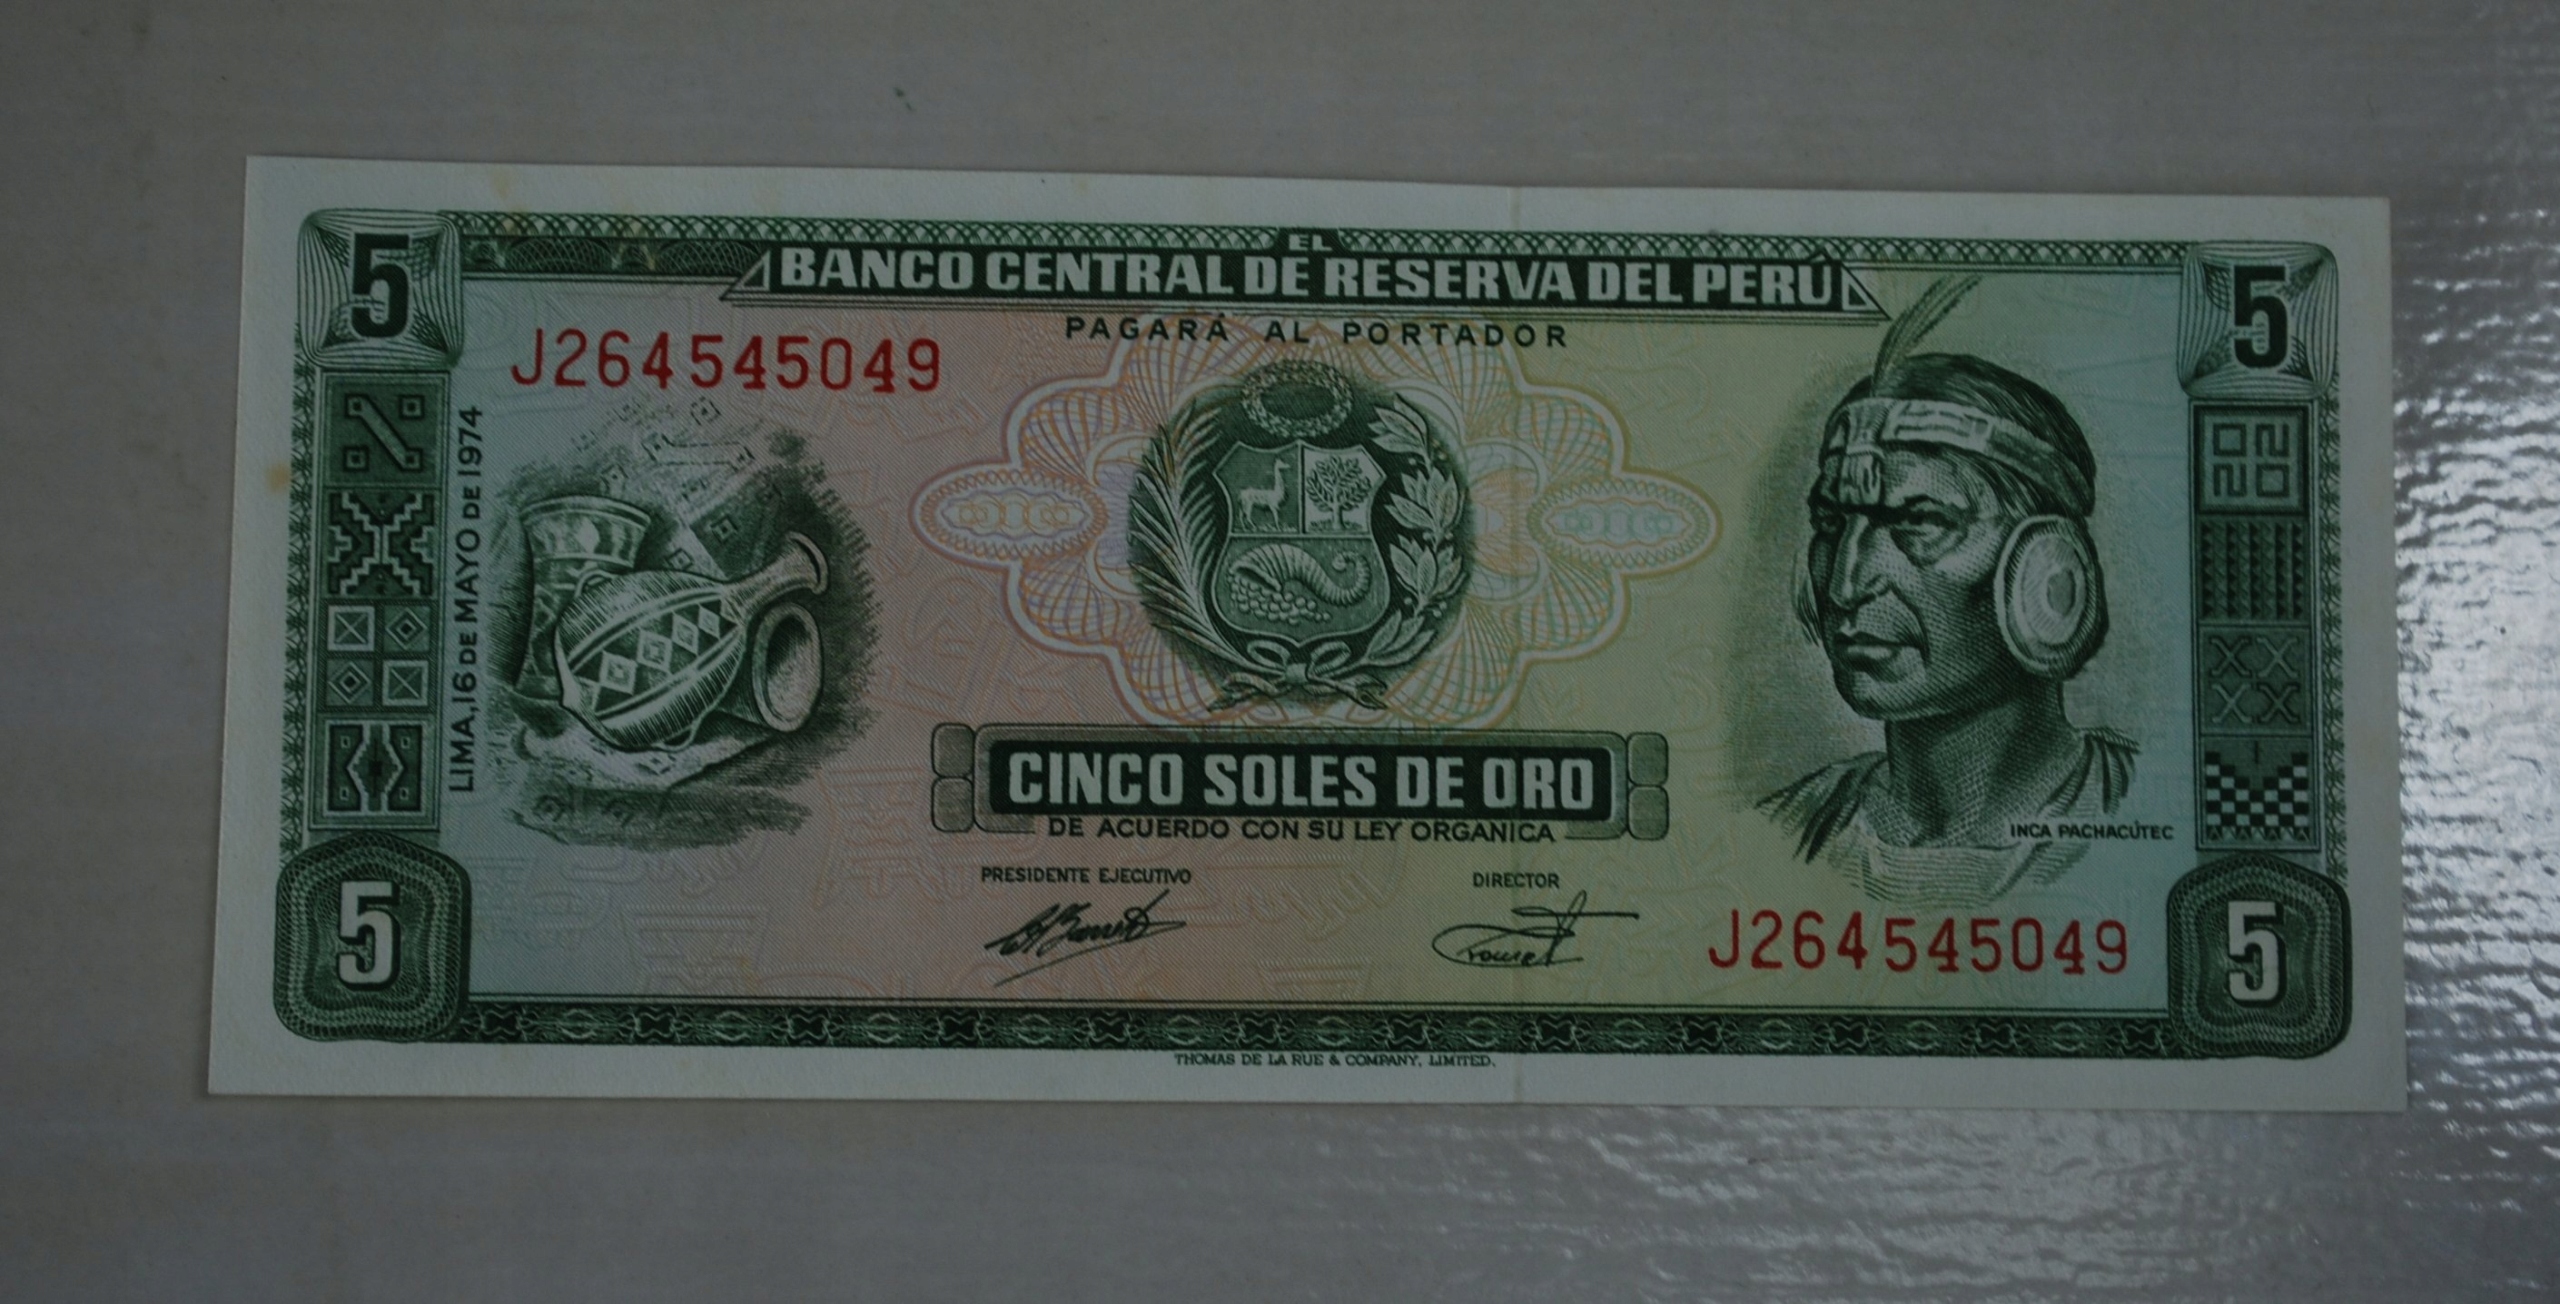 5
EL
5
BANCO CENTRAL DE RESERVA DEL PERÚ
PAGARÁ AL PORTADOR
J264545049
LIMA, 16 DE MAYO DE 1974
CINCO SOLES DE ORO
DE ACUERDO CON SU LEY ORGANICA
INCA PACHACÚTEC
PRESIDENTE EJECUTIVO
DIRECTOR
J264545049
5
5
THOMAS DE LA RUE & COMPANY, LIMITED.